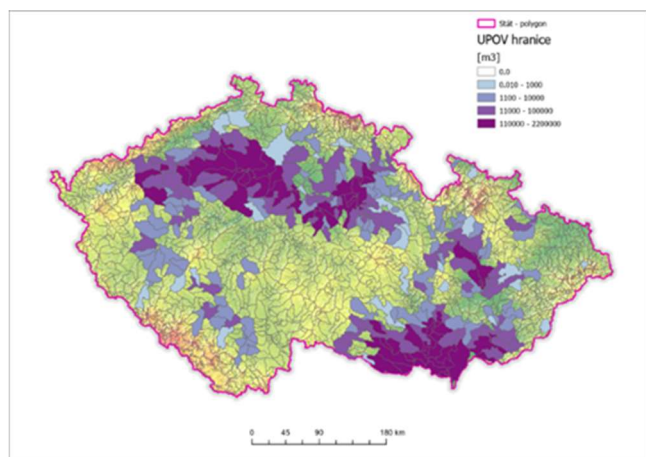 Stát - polygon
UPOV hranice
[m3]
0.0
0.010 - 1000
1100 - 10000
11000 - 100000
110000 - 2200000
0 45 90 180 km